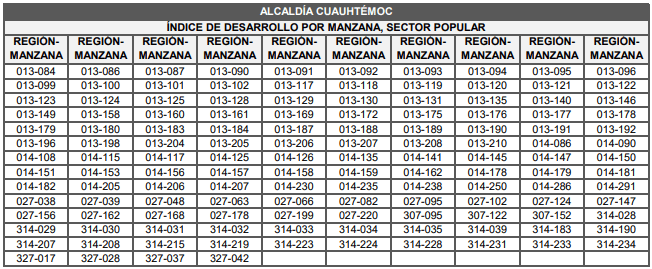 ALCALDÍA CUAUHTÉMOC
ÍNDICE DE DESARROLLO POR MANZANA, SECTOR POPULAR
REGIÓN- REGIÓN- REGIÓN- REGIÓN- REGIÓN- REGIÓN- REGIÓN- REGIÓN- REGIÓN- REGIÓN-
MANZANA MANZANA MANZANA MANZANA MANZANA MANZANA MANZANA MANZANA MANZANA MANZANA
013-084 013-086 013-087 013-090 013-091 013-092 013-093 013-094 013-095 013-096
013-099 013-100 013-101 013-102 013-117 013-118 013-119 013-120 013-121 013-122
013-123 013-124 013-125 013-128 013-129 013-130 013-131 013-135 013-140 013-146
013-149 013-158 013-160 013-161 013-169 013-172 013-175 013-176 013-177 013-178
013-179 013-180 013-183 013-184 013-187 013-188 013-189 013-190 013-191 013-192
013-196 013-198 013-204 013-205 013-206 013-207 013-208 013-210 014-086 014-090
014-108 014-115 014-117 014-125 014-126 014-135 014-141 014-145 014-147 014-150
014-151 014-153 014-156 014-157 014-158 014-159 014-162 014-178 014-179 014-181
014-182 014-205 014-206 014-207 014-230 014-235 014-238 014-250 014-286 014-291
027-038 027-039 027-048 027-063 027-066 027-082 027-095 027-102 027-124 027-147
027-156 027-162 027-168 027-178 027-199 027-220 307-095 307-122 307-152 314-028
314-029 314-030 314-031 314-032 314-033 314-034 314-035 314-039 314-183 314-190
314-207 314-208 314-215 314-219 314-223 314-224 314-228 314-231 314-233 314-234
327-017 327-028 327-037 327-042